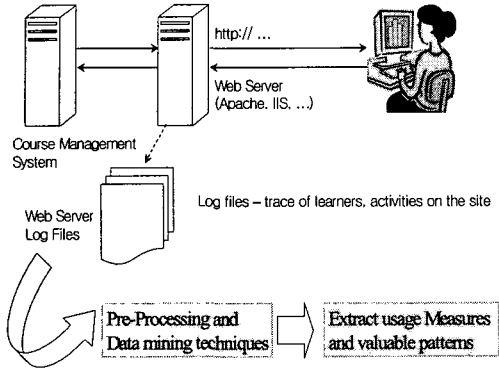 http:// ...
Web Server
(Apache, IIS, ...)
Course Management
System
Log files – trace of learners, activities on the site
Web Server
Log Files
Pre-Processing and
Data mining techniques
Extract usage Measures
and valuable patterns